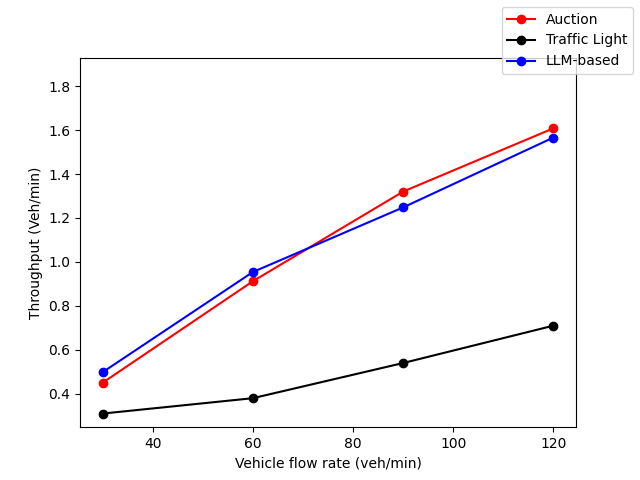 Auction
Traffic Light
LLM-based
1.8
1.6
1.4
1.2
1.0
0.8
0.6
0.4
Throughput (Veh/min)
40 60 80 100 120
Vehicle flow rate (veh/min)